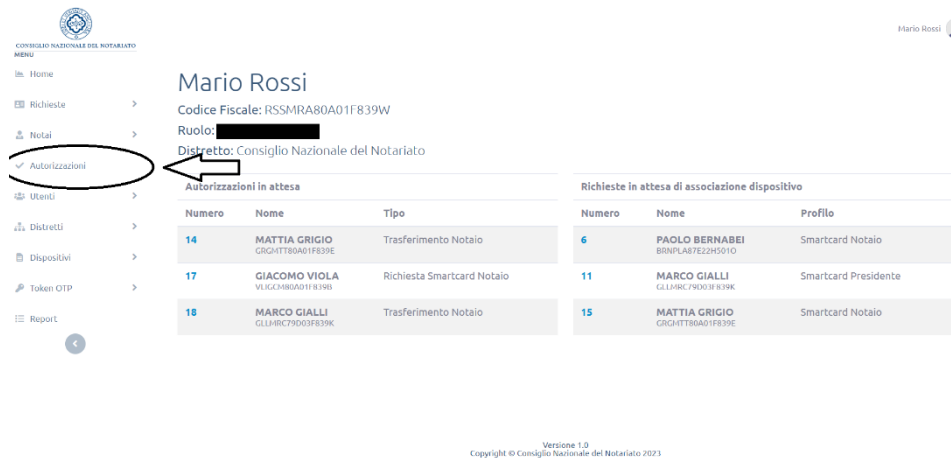 CONSIGLIO NAZIONALE DEL NOTARIATO
Mario Rossi
MENU
Home
Richieste
Notai
Autorizzazioni
Utenti
Distretti
Dispositivi
Token OTP
Report
Mario Rossi
Codice Fiscale: RSSMRA80A01F839W
Ruolo:
Distretto: Consiglio Nazionale del Notariato
Autorizzazioni in attesa
Numero Nome Tipo
14 MATTIA GRIGIO Trasferimento Notaio
GRGMTT80A01F839E
17 GIACOMO VIOLA Richiesta Smartcard Notaio
VLIGCM80A01F839B
18 MARCO GIALLI Trasferimento Notaio
GLLMRC79D03F839K
Richieste in attesa di associazione dispositivo
Numero Nome Profilo
6 PAOLO BERNABEI Smartcard Notaio
BRNPLA87E22H501O
11 MARCO GIALLI Smartcard Presidente
GLLMRC79D03F839K
15 MATTIA GRIGIO Smartcard Notaio
GRGMTT80A01F839E
Versione 1.0
Copyright © Consiglio Nazionale del Notariato 2023